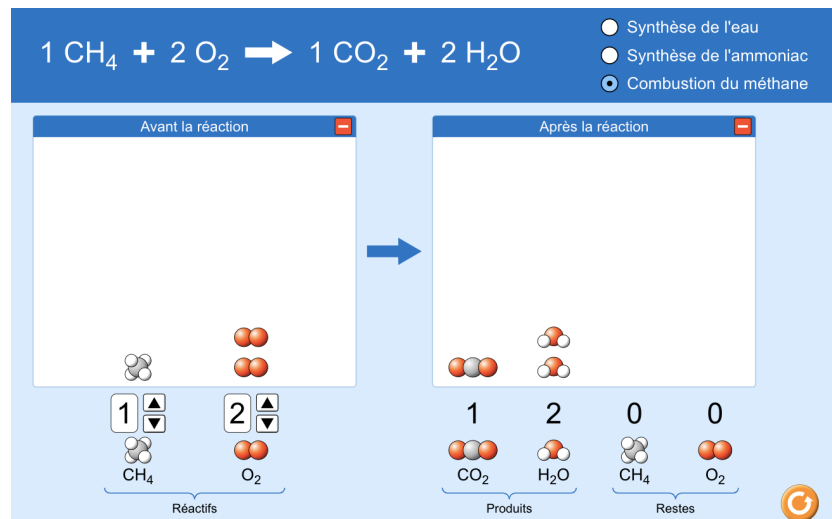 1 CH₄ + 2 O₂ → 1 CO₂ + 2 H₂O
Synthèse de l'eau
Synthèse de l'ammoniac
Combustion du méthane
Avant la réaction
Après la réaction
1 2
1 2 0 0
CH₄ O₂
CO₂ H₂O CH₄ O₂
Réactifs
Produits Restes